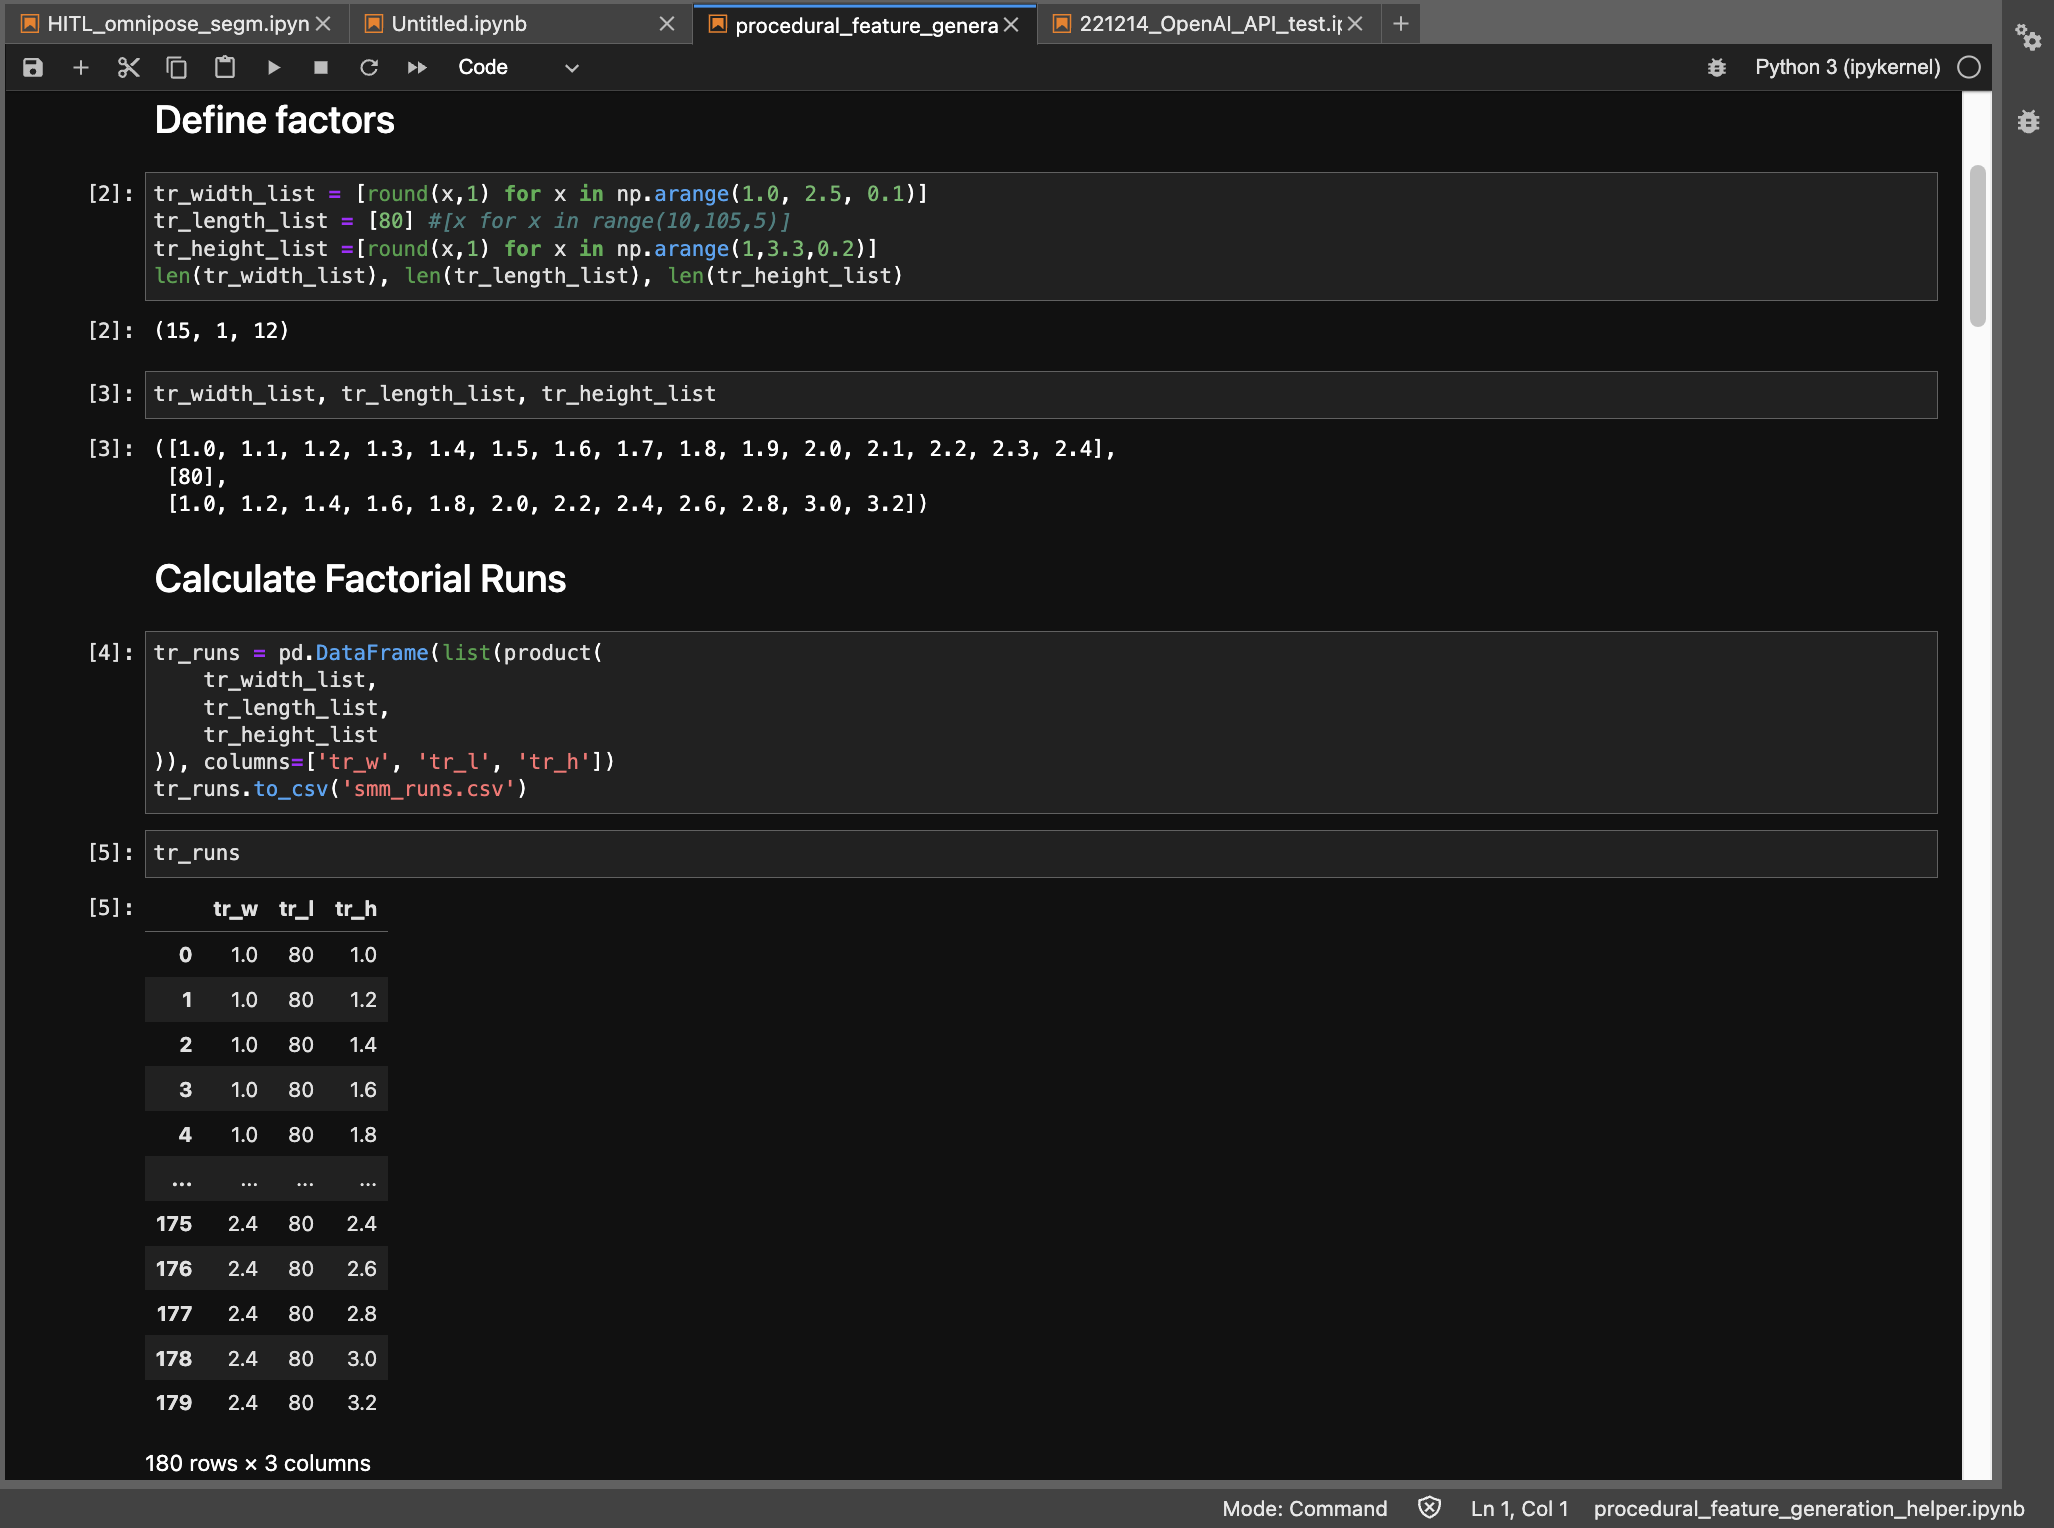 HITL_omnipose_segm.ipyn
Untitled.ipynb
procedural_feature_genera
221214_OpenAI_API_test.ip
Code
Python 3 (ipykernel)
Define factors
[2]: tr_width_list = [round(x,1) for x in np.arange(1.0, 2.5, 0.1)]
tr_length_list = [80] #[x for x in range(10,105,5)]
tr_height_list =[round(x,1) for x in np.arange(1,3.3,0.2)]
len(tr_width_list), len(tr_length_list), len(tr_height_list)
[2]: (15, 1, 12)
[3]: tr_width_list, tr_length_list, tr_height_list
[3]: ([1.0, 1.1, 1.2, 1.3, 1.4, 1.5, 1.6, 1.7, 1.8, 1.9, 2.0, 2.1, 2.2, 2.3, 2.4],
[80],
[1.0, 1.2, 1.4, 1.6, 1.8, 2.0, 2.2, 2.4, 2.6, 2.8, 3.0, 3.2])
Calculate Factorial Runs
[4]: tr_runs = pd.DataFrame(list(product(
tr_width_list,
tr_length_list,
tr_height_list
)), columns=['tr_w', 'tr_l', 'tr_h'])
tr_runs.to_csv('smm_runs.csv')
[5]: tr_runs
[5]: tr_w tr_l tr_h
0 1.0 80 1.0
1 1.0 80 1.2
2 1.0 80 1.4
3 1.0 80 1.6
4 1.0 80 1.8
... ... ... ...
175 2.4 80 2.4
176 2.4 80 2.6
177 2.4 80 2.8
178 2.4 80 3.0
179 2.4 80 3.2
180 rows × 3 columns
Mode: Command
Ln 1, Col 1
procedural_feature_generation_helper.ipynb